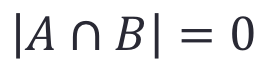 |A ∩ B| = 0